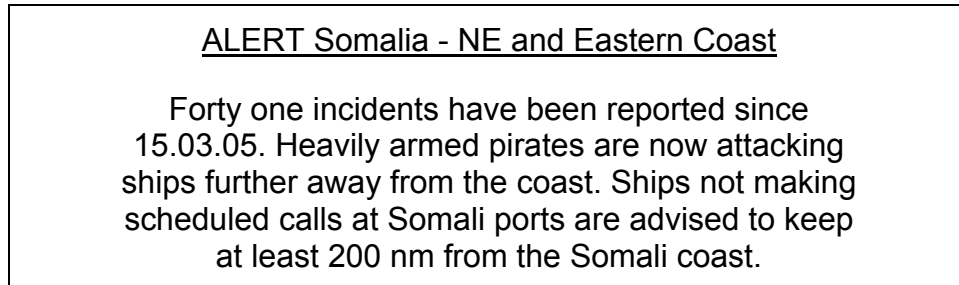 ALERT Somalia - NE and Eastern Coast
Forty one incidents have been reported since
15.03.05. Heavily armed pirates are now attacking
ships further away from the coast. Ships not making
scheduled calls at Somali ports are advised to keep
at least 200 nm from the Somali coast.